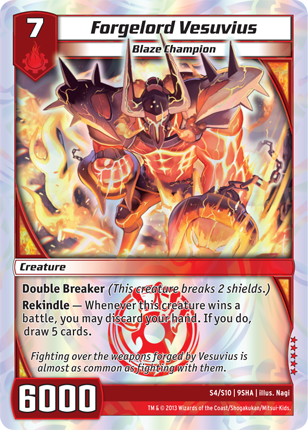 7
Forgelord Vesuvius
Blaze Champion
Creature
Double Breaker (This creature breaks 2 shields.)
Rekindle — Whenever this creature wins a
battle, you may discard your hand. If you do,
draw 5 cards.
Fighting over the weapons forged by Vesuvius is
almost as common as fighting with them.
6000
S4/S10 | 9SHA | illus. Nagi
TM & © 2013 Wizards of the Coast/Shogakukan/Mitsui-Kids.